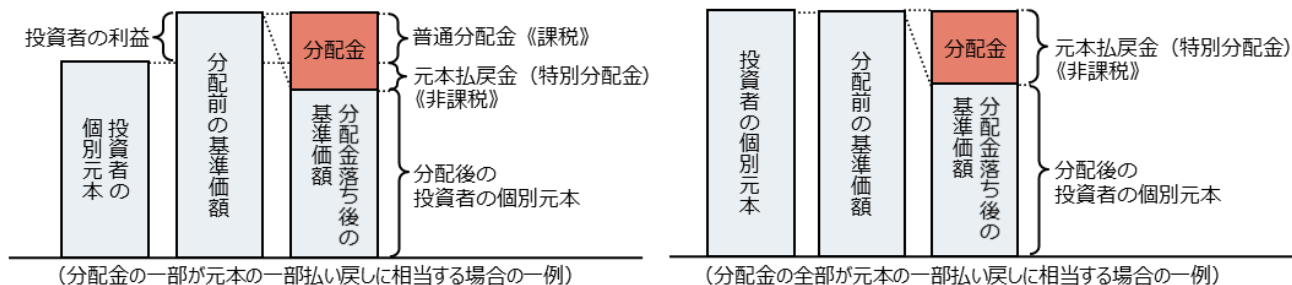 投資者の利益
投資者の
個別元本
分配前の基準価額
分配金
分配金落ち後の
基準価額
普通分配金《課税》
元本払戻金（特別分配金）
《非課税》
分配後の
投資者の個別元本
（分配金の一部が元本の一部払い戻しに相当する場合の一例）
投資者の個別元本
分配前の基準価額
分配金
分配金落ち後の
基準価額
元本払戻金（特別分配金）
《非課税》
分配後の
投資者の個別元本
（分配金の全部が元本の一部払い戻しに相当する場合の一例）